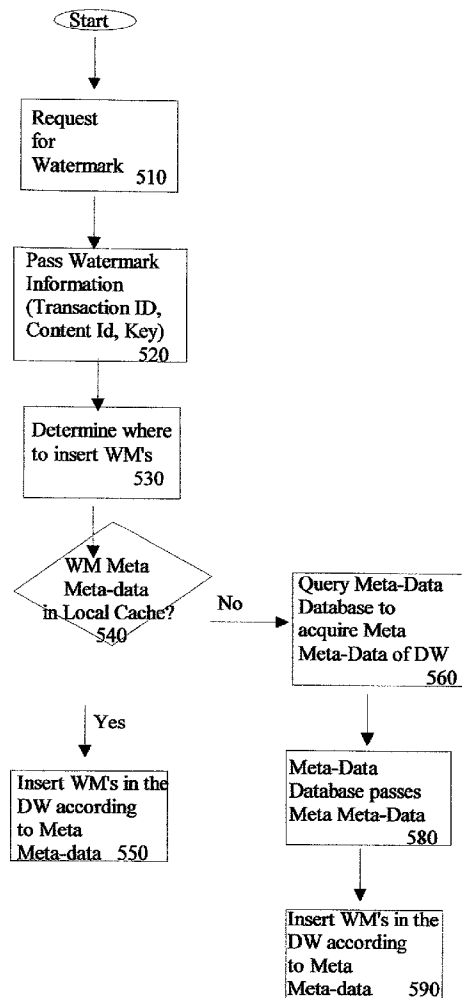 Start
Request
for
Watermark
510
Pass Watermark
Information
(Transaction ID,
Content Id, Key)
520
Determine where
to insert WM's
530
WM Meta
Meta-data
in Local Cache?
540
No
Yes
Insert WM's in the
DW according
to Meta
Meta-data 550
Query Meta-Data
Database to
acquire Meta
Meta-Data of DW
560
Meta-Data
Database passes
Meta Meta-Data
580
Insert WM's in the
DW according
to Meta
Meta-data 590